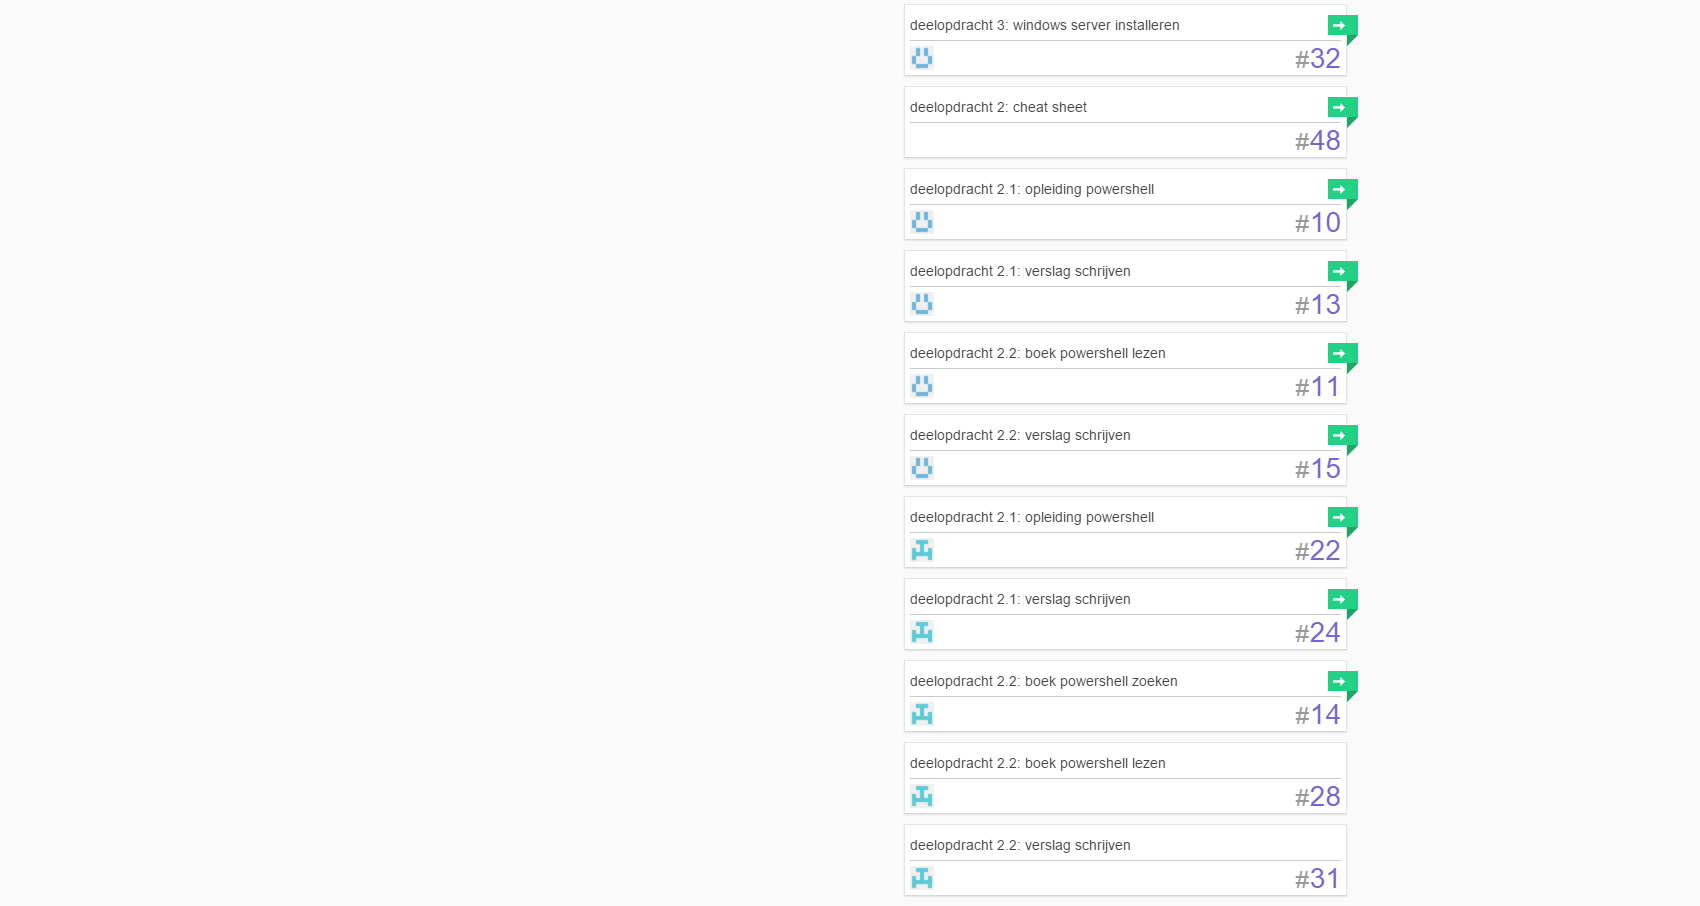 deelopdracht 3: windows server installeren
#32
deelopdracht 2: cheat sheet
#48
deelopdracht 2.1: opleiding powershell
#10
deelopdracht 2.1: verslag schrijven
#13
deelopdracht 2.2: boek powershell lezen
#11
deelopdracht 2.2: verslag schrijven
#15
deelopdracht 2.1: opleiding powershell
#22
deelopdracht 2.1: verslag schrijven
#24
deelopdracht 2.2: boek powershell zoeken
#14
deelopdracht 2.2: boek powershell lezen
#28
deelopdracht 2.2: verslag schrijven
#31